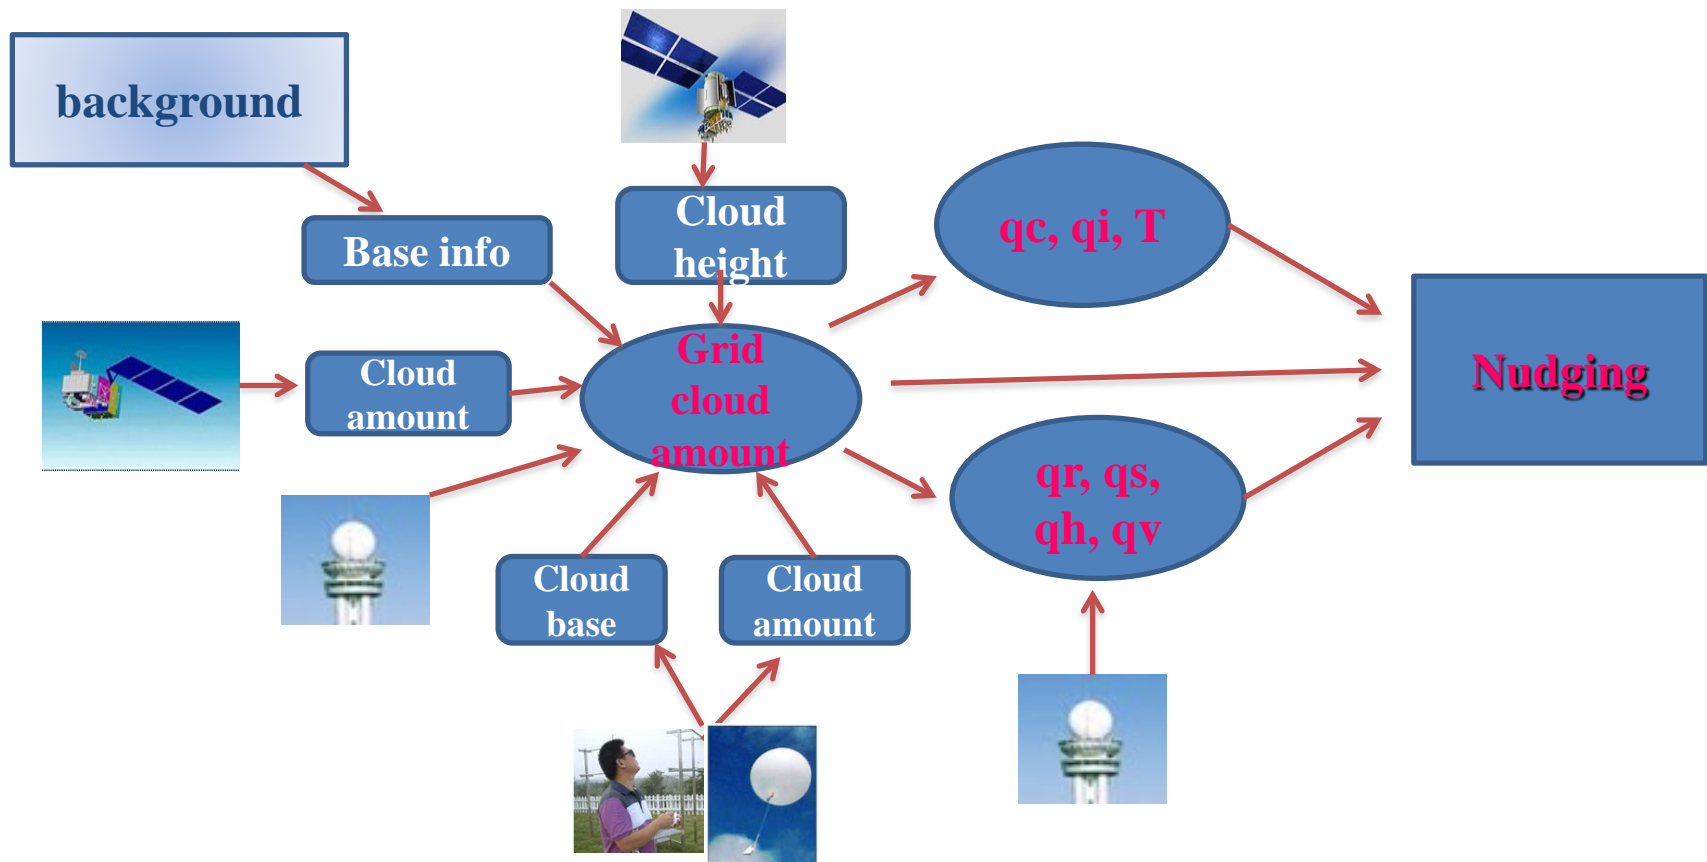 background
Cloud
height
Base info
qc, qi, T
Cloud
amount
Grid
cloud
amount
Nudging
qr, qs,
qh, qv
Cloud
base
Cloud
amount